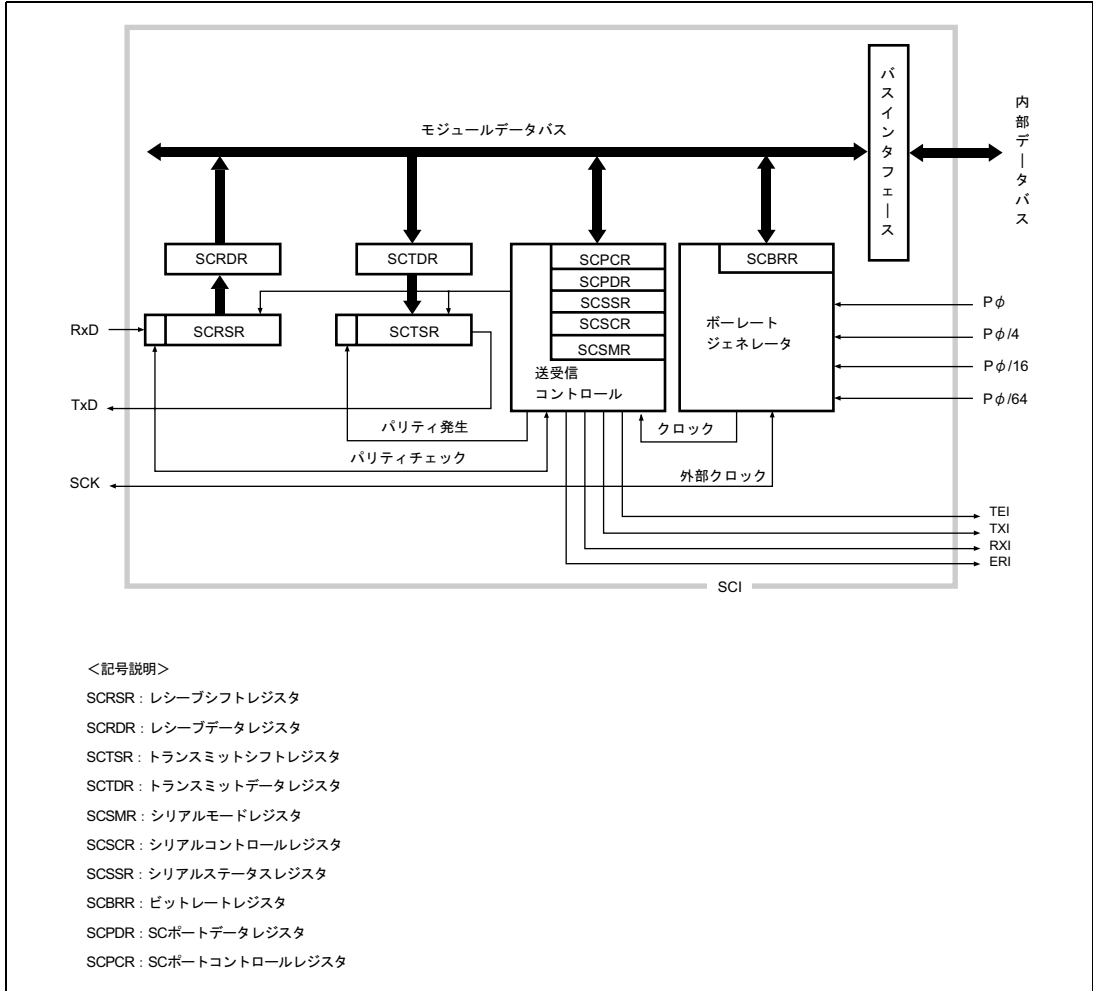 バスインタフェース
内部データバス
モジュールデータバス
SCRDR
SCTDR
SCPCR
SCPDR
SCSSR
SCSCR
SCSMR
送受信
コントロール
SCBRR
ボーレート
ジェネレータ
RxD
SCRSR
SCTSR
Pφ
Pφ/4
Pφ/16
Pφ/64
TxD
パリティ発生
クロック
パリティチェック
SCK
外部クロック
TEI
TXI
RXI
ERI
SCI
＜記号説明＞
SCRSR：レシーブシフトレジスタ
SCRDR：レシーブデータレジスタ
SCTSR：トランスミットシフトレジスタ
SCTDR：トランスミットデータレジスタ
SCSMR：シリアルモードレジスタ
SCSCR：シリアルコントロールレジスタ
SCSSR：シリアルステータスレジスタ
SCBRR：ビットレートレジスタ
SCPDR：SCポートデータレジスタ
SCPCR：SCポートコントロールレジスタ